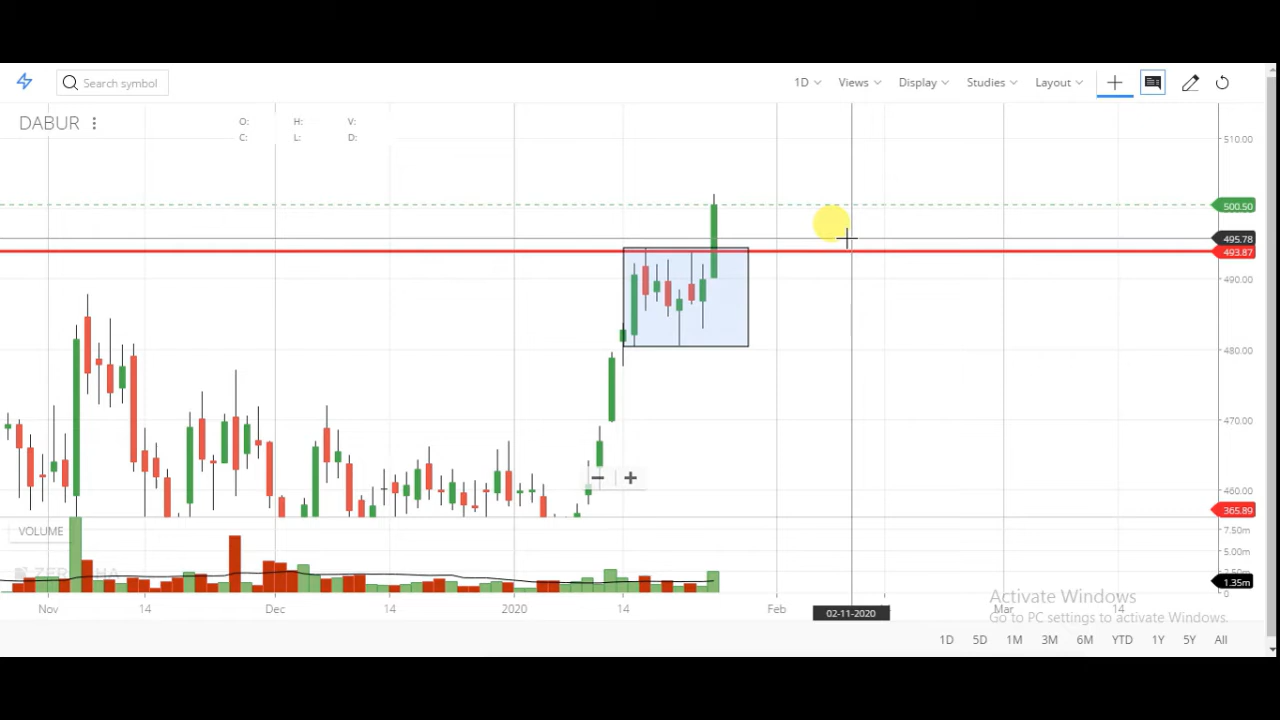 Search symbol
1D Views Display Studies Layout
DABUR
O: H: V:
C: L: D:
510.00
500.50
495.78
493.87
490.00
480.00
470.00
460.00
365.89
VOLUME
7.50m
5.00m
1.35m
0
Activate Windows
Go to PC settings to activate Windows.
Nov 14 Dec 14 2020 14 Feb 02-11-2020 Mar 14
1D 5D 1M 3M 6M YTD 1Y 5Y All